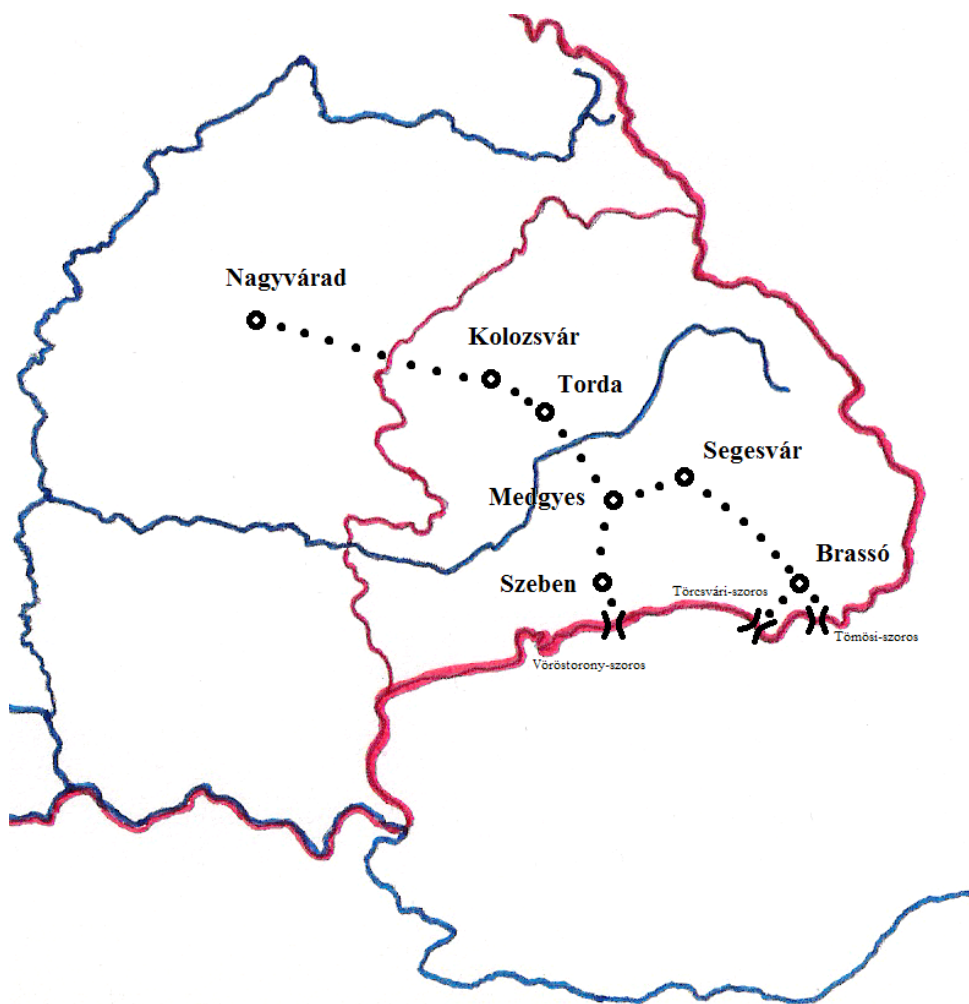 Nagyvárad
Kolozsvár
Torda
Segesvár
Medgyes
Brassó
Szeben
Törcsvári-szoros
Tömösi-szoros
Vöröstorony-szoros